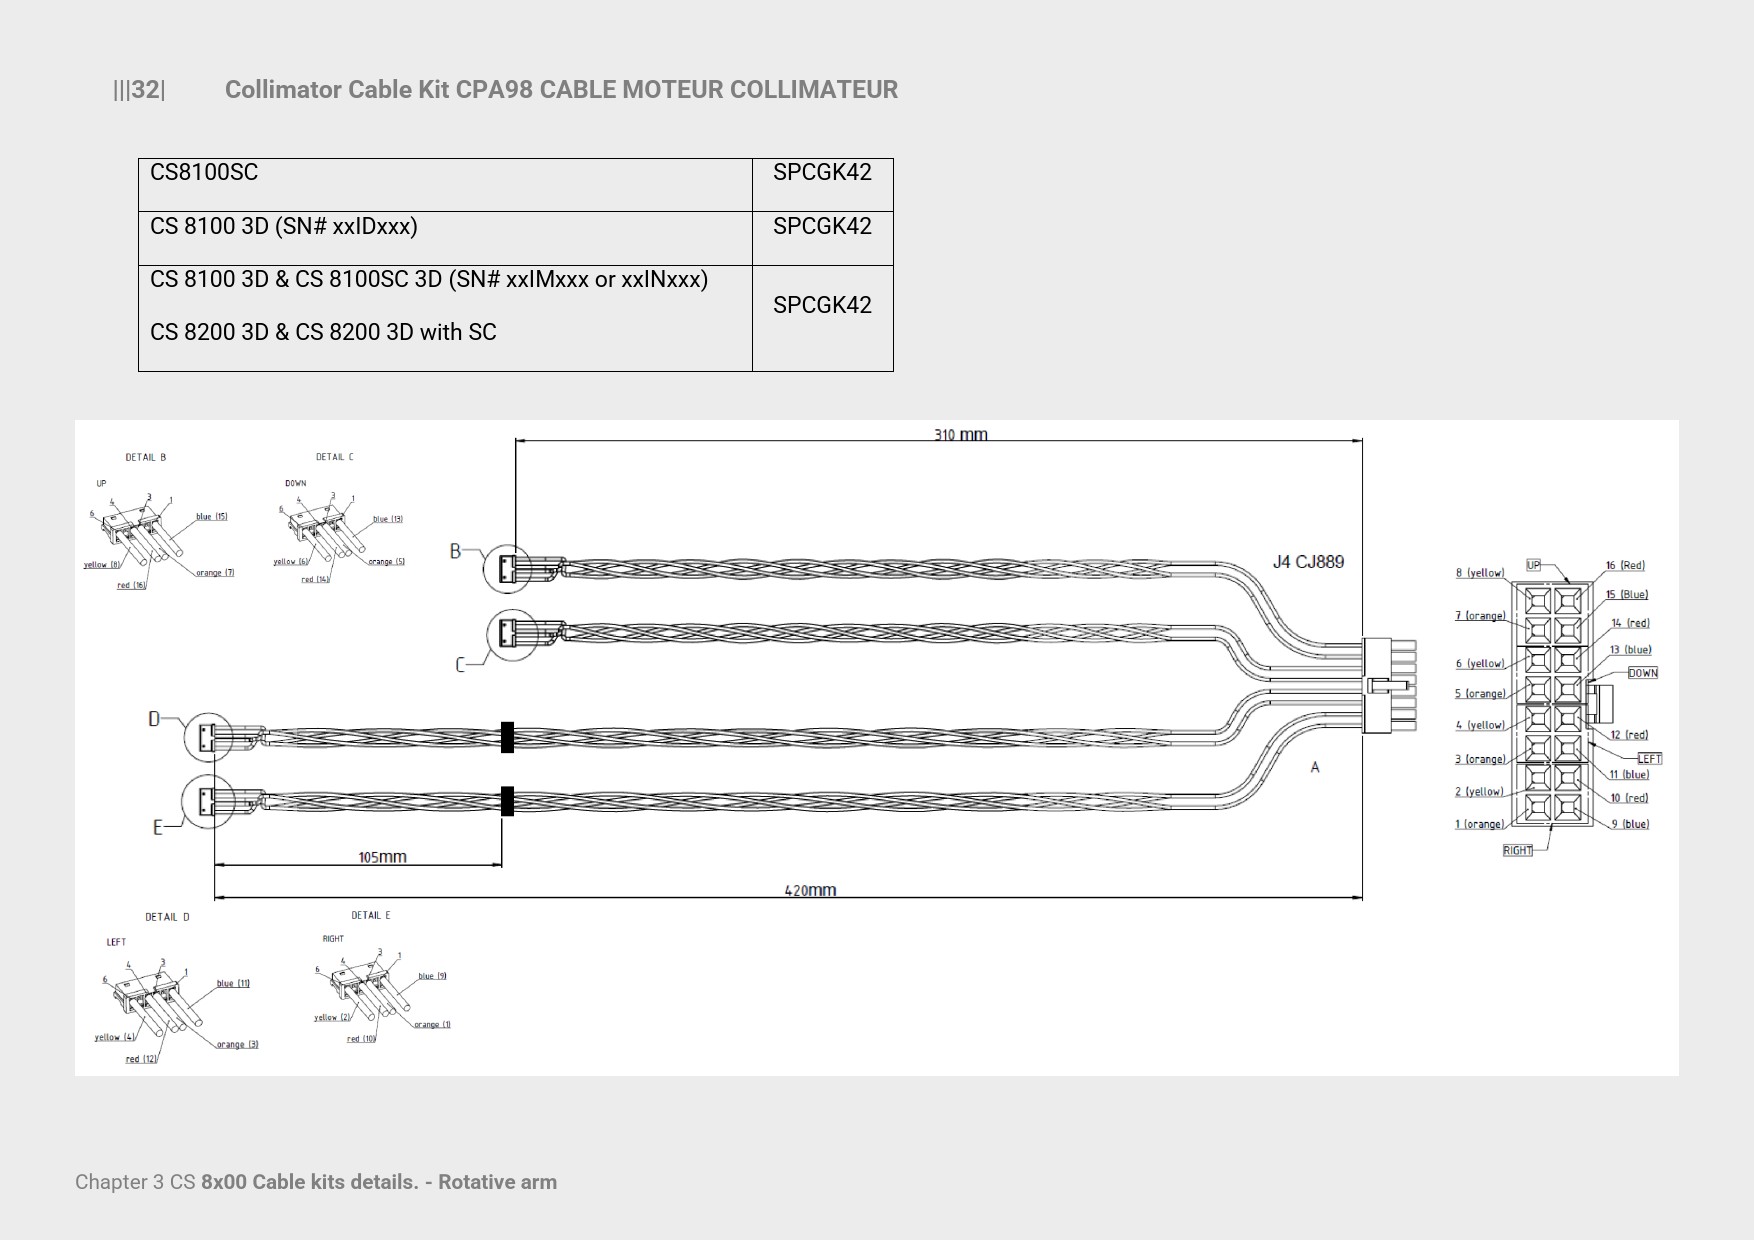 |||32| Collimator Cable Kit CPA98 CABLE MOTEUR COLLIMATEUR
CS8100SC SPCGK42
CS 8100 3D (SN# xxIDxxx) SPCGK42
CS 8100 3D & CS 8100SC 3D (SN# xxIMxxx or xxINxxx)
SPCGK42
CS 8200 3D & CS 8200 3D with SC
310 mm
DETAIL B
UP
6
4
3
1
blue (15)
yellow (8)
orange (7)
red (16)
DETAIL C
DOWN
6
4
3
1
blue (13)
yellow (6)
orange (5)
red (14)
B
C
D
E
J4 CJ889
A
105mm
420mm
UP
8 (yellow)
16 (Red)
15 (Blue)
7 (orange)
14 (red)
13 (blue)
6 (yellow)
DOWN
5 (orange)
4 (yellow)
12 (red)
3 (orange)
LEFT
11 (blue)
2 (yellow)
10 (red)
1 (orange)
9 (blue)
RIGHT
DETAIL D
LEFT
6
4
3
1
blue (11)
yellow (4)
orange (3)
red (12)
DETAIL E
RIGHT
6
4
3
1
blue (9)
yellow (2)
orange (1)
red (10)
Chapter 3 CS 8x00 Cable kits details. - Rotative arm